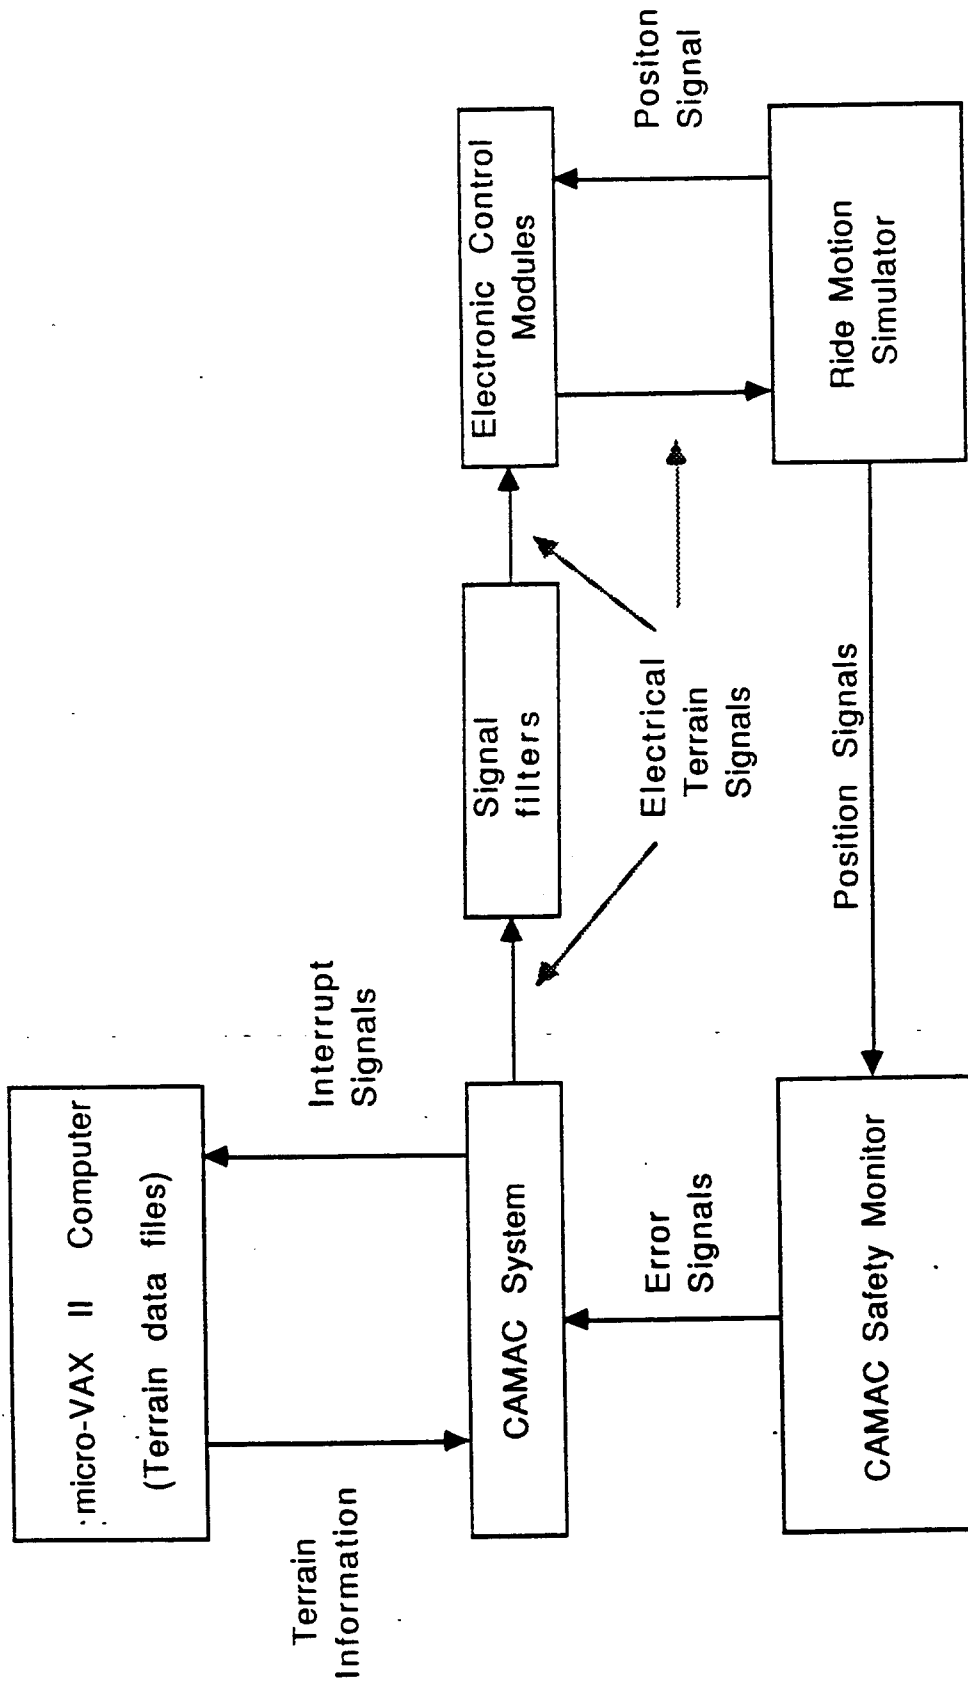 micro-VAX II Computer
(Terrain data files)
Terrain
Information
Interrupt
Signals
CAMAC System
Signal
filters
Electronic Control
Modules
Error
Signals
Electrical
Terrain
Signals
Positon
Signal
CAMAC Safety Monitor
Position Signals
Ride Motion
Simulator